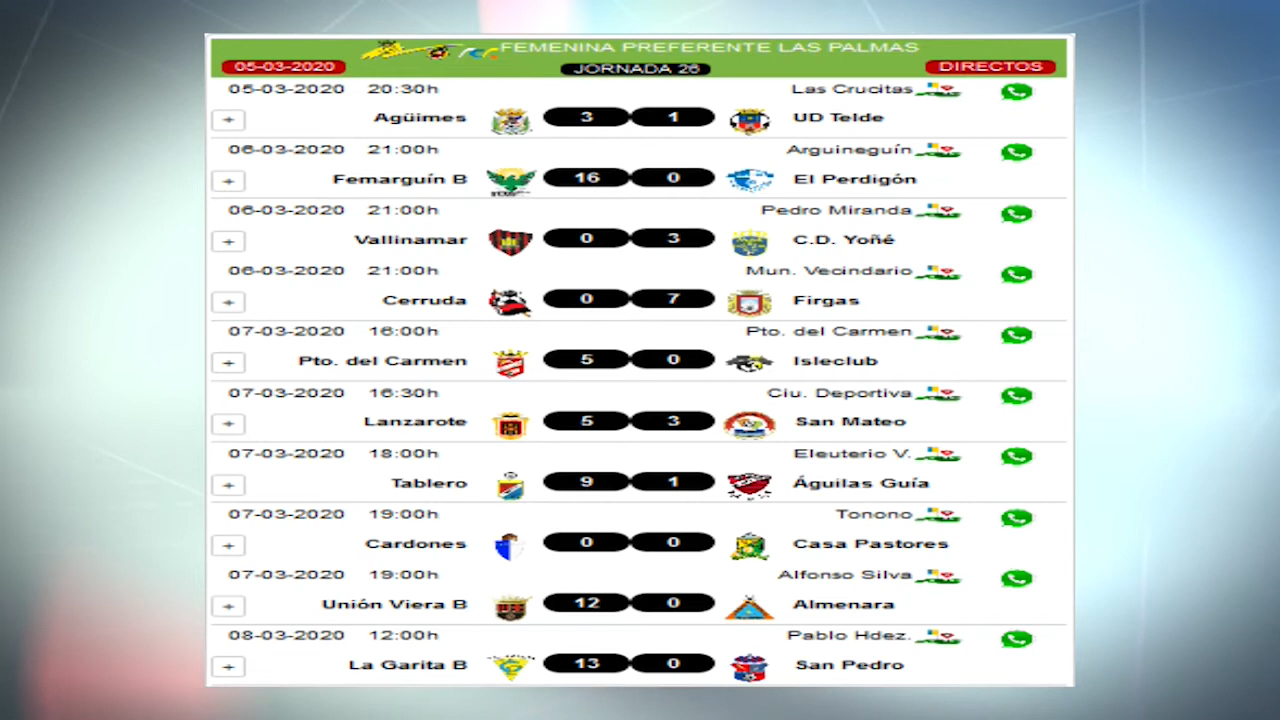 FEMENINA PREFERENTE LAS PALMAS
05-03-2020 JORNADA 26 DIRECTOS
05-03-2020 20:30h Las Crucitas
+ Agüimes 3 1 UD Telde
06-03-2020 21:00h Arguineguín
+ Femarguín B 16 0 El Perdigón
06-03-2020 21:00h Pedro Miranda
+ Vallinamar 0 3 C.D. Yoñé
06-03-2020 21:00h Mun. Vecindario
+ Cerruda 0 7 Firgas
07-03-2020 16:00h Pto. del Carmen
+ Pto. del Carmen 5 0 Isleclub
07-03-2020 16:30h Ciu. Deportiva
+ Lanzarote 5 3 San Mateo
07-03-2020 18:00h Eleuterio V.
+ Tablero 9 1 Águilas Guía
07-03-2020 19:00h Tonono
+ Cardones 0 0 Casa Pastores
07-03-2020 19:00h Alfonso Silva
+ Unión Viera B 12 0 Almenara
08-03-2020 12:00h Pablo Hdez.
+ La Garita B 13 0 San Pedro